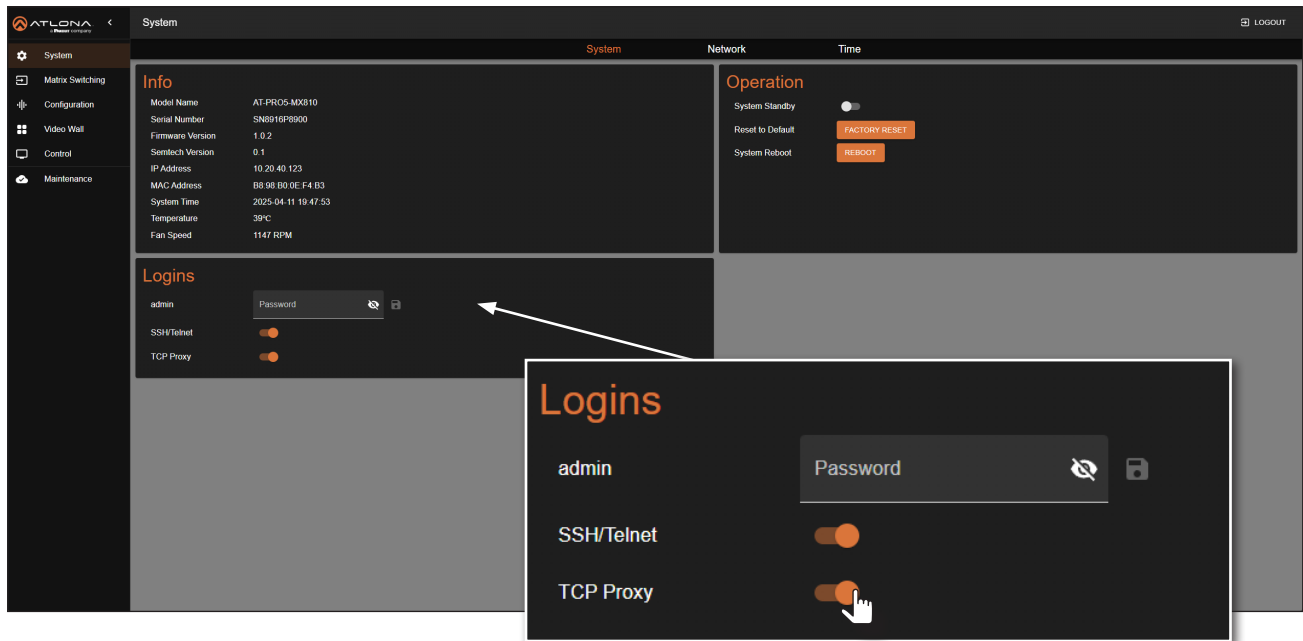 ATLONA
a Panduit company
System
LOGOUT
System
Network
Time
System
Matrix Switching
Configuration
Video Wall
Control
Maintenance
Info
Model Name AT-PRO5-MX810
Serial Number SN8916P8900
Firmware Version 1.0.2
Semtech Version 0.1
IP Address 10.20.40.123
MAC Address B8:98:B0:0E:F4:B3
System Time 2025-04-11 19:47:53
Temperature 39°C
Fan Speed 1147 RPM
Operation
System Standby
Reset to Default FACTORY RESET
System Reboot REBOOT
Logins
admin Password
SSH/Telnet
TCP Proxy
Logins
admin Password
SSH/Telnet
TCP Proxy